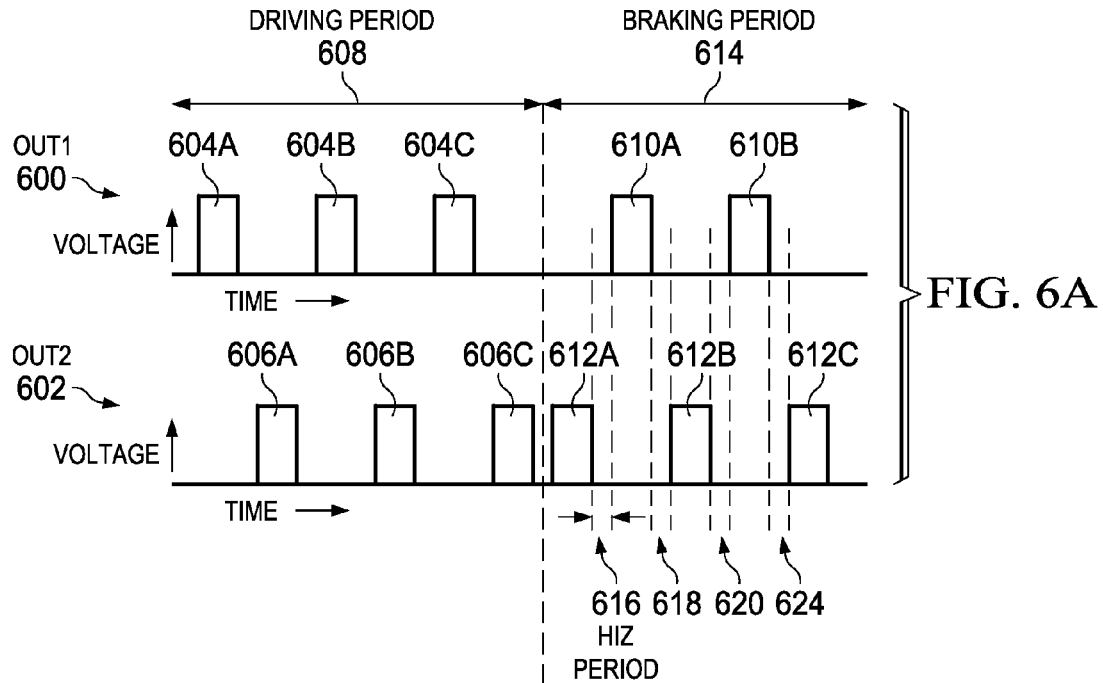 DRIVING PERIOD
608
BRAKING PERIOD
614
OUT1
600
604A
604B
604C
610A
610B
VOLTAGE
TIME
FIG. 6A
OUT2
602
606A
606B
606C
612A
612B
612C
VOLTAGE
TIME
616
618
620
624
HIZ
PERIOD